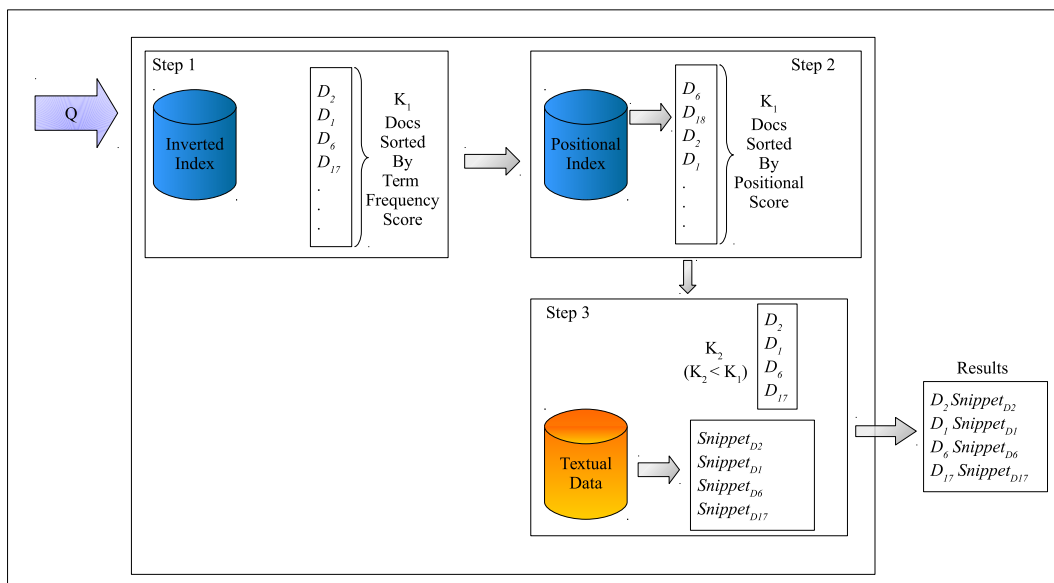 Q
Step 1
Inverted
Index
D2
D1
D6
D17
.
.
.
K1
Docs
Sorted
By
Term
Frequency
Score
Step 2
Positional
Index
D6
D18
D2
D1
.
.
.
K1
Docs
Sorted
By
Positional
Score
Step 3
K2
(K2 < K1)
D2
D1
D6
D17
Textual
Data
SnippetD2
SnippetD1
SnippetD6
SnippetD17
Results
D2 SnippetD2
D1 SnippetD1
D6 SnippetD6
D17 SnippetD17